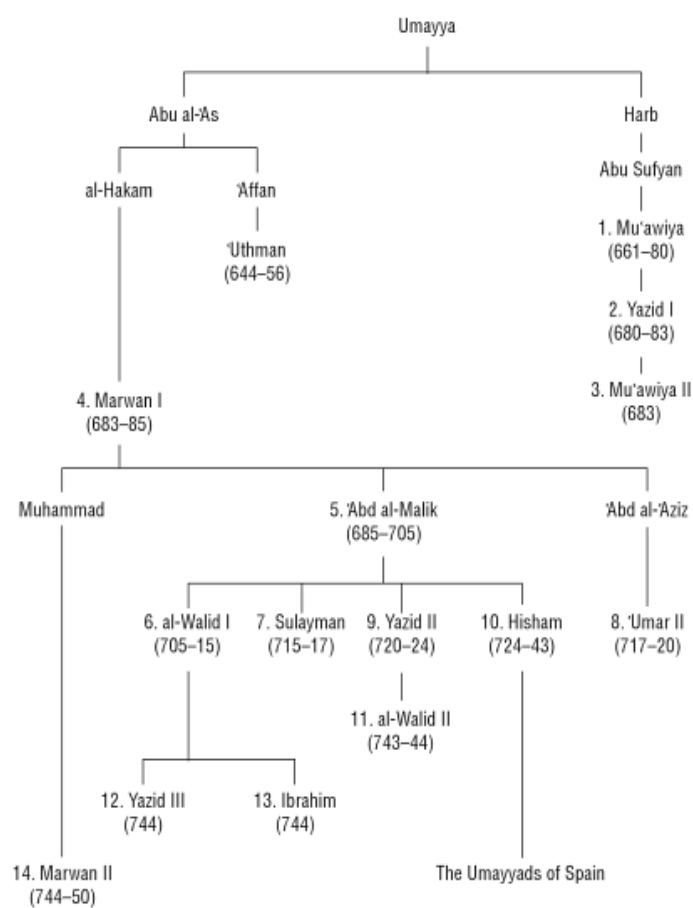 Umayya
Abu al-‘As
Harb
Abu Sufyan
al-Hakam
‘Affan
‘Uthman
(644–56)
1. Mu‘awiya
(661–80)
2. Yazid I
(680–83)
3. Mu‘awiya II
(683)
4. Marwan I
(683–85)
Muhammad
5. ‘Abd al-Malik
(685–705)
‘Abd al-‘Aziz
6. al-Walid I
(705–15)
7. Sulayman
(715–17)
9. Yazid II
(720–24)
10. Hisham
(724–43)
8. ‘Umar II
(717–20)
11. al-Walid II
(743–44)
12. Yazid III
(744)
13. Ibrahim
(744)
14. Marwan II
(744–50)
The Umayyads of Spain